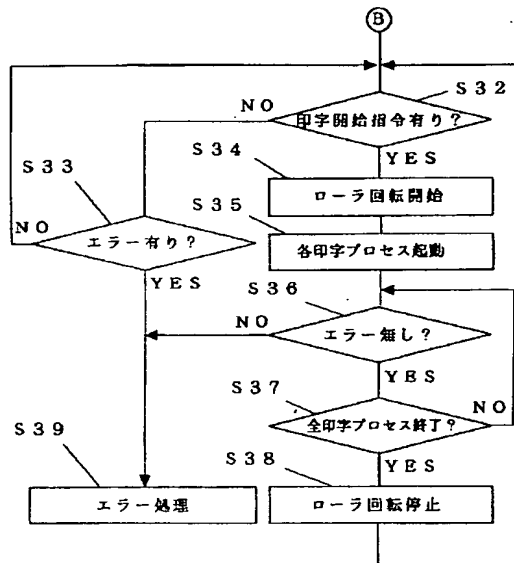 B
S32
NO
印字開始指令有り？
YES
S34
S33
ローラ回転開始
S35
NO
エラー有り？
各印字プロセス起動
YES
S36
NO
エラー無し？
YES
S37
NO
全印字プロセス終了？
S39
YES
S38
エラー処理
ローラ回転停止